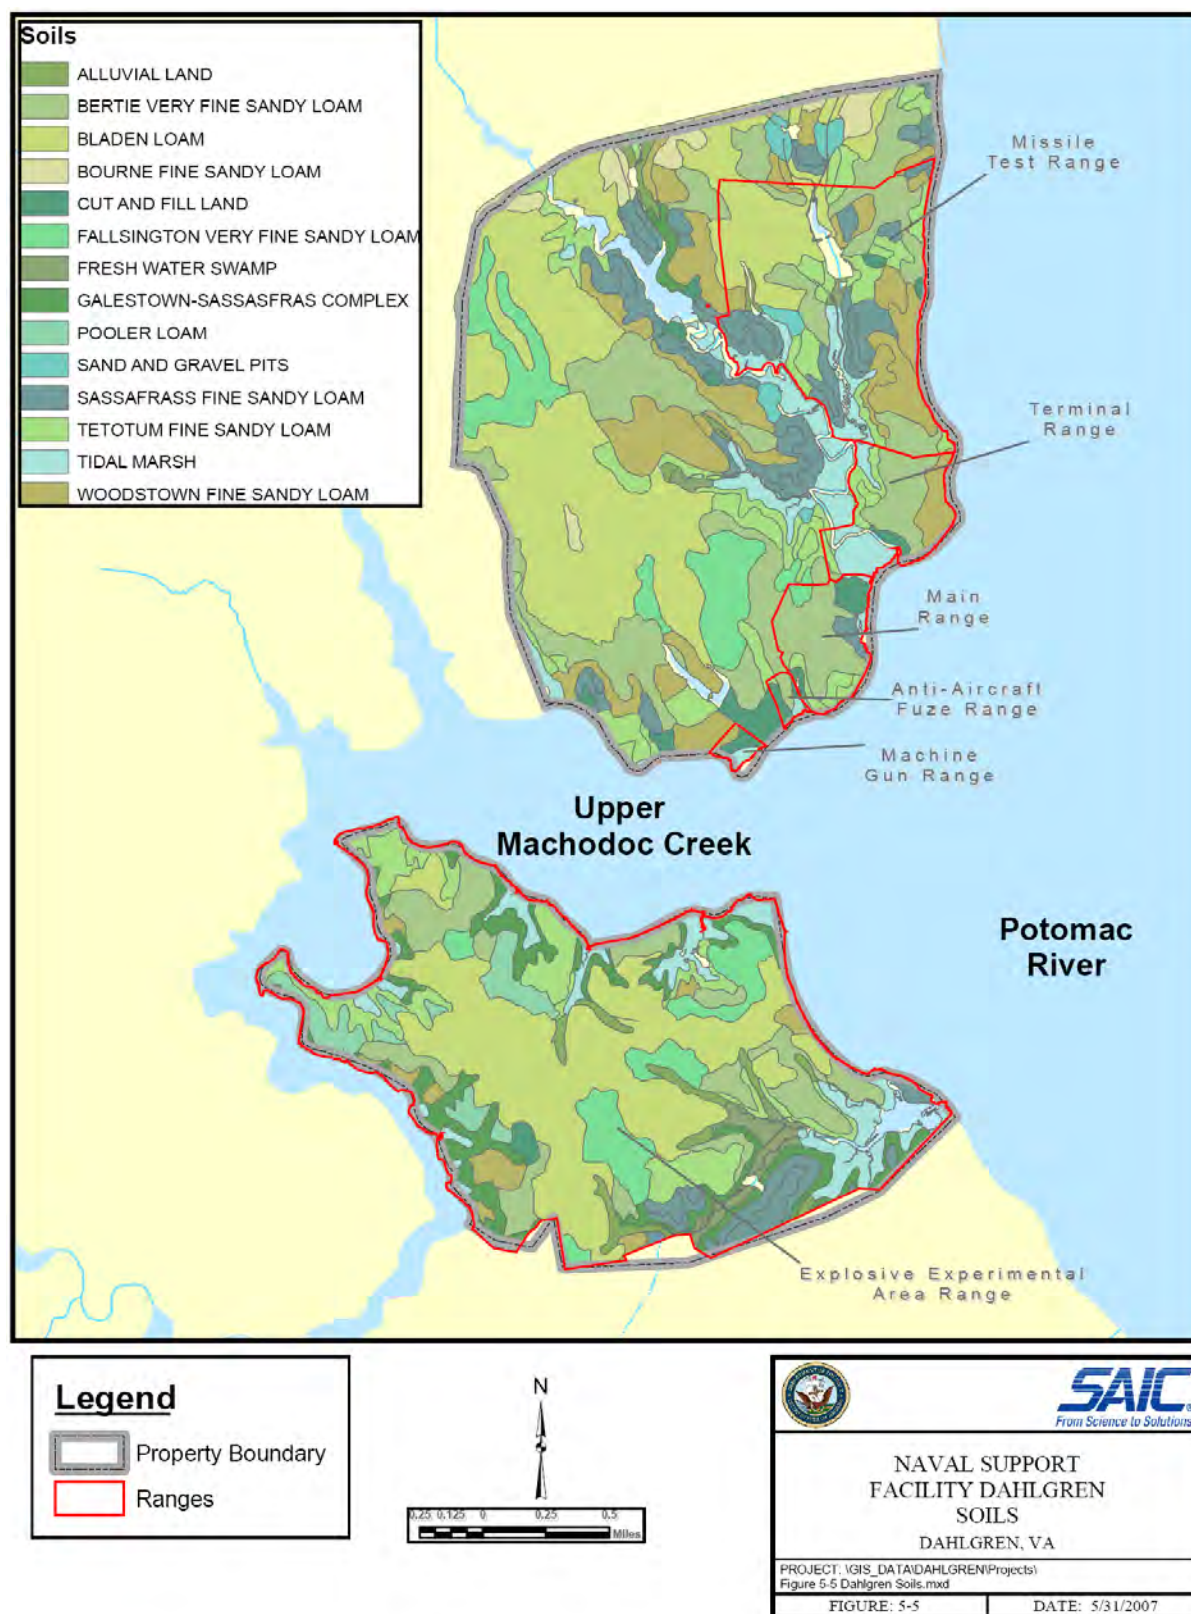 Soils
ALLUVIAL LAND
BERTIE VERY FINE SANDY LOAM
BLADEN LOAM
BOURNE FINE SANDY LOAM
CUT AND FILL LAND
FALLSINGTON VERY FINE SANDY LOAM
FRESH WATER SWAMP
GALESTOWN-SASSASFRAS COMPLEX
POOLER LOAM
SAND AND GRAVEL PITS
SASSAFRASS FINE SANDY LOAM
TETOTUM FINE SANDY LOAM
TIDAL MARSH
WOODSTOWN FINE SANDY LOAM
Missile
Test Range
Terminal
Range
Main
Range
Anti-Aircraft
Fuze Range
Machine
Gun Range
Upper
Machodoc Creek
Potomac
River
Explosive Experimental
Area Range
Legend
Property Boundary
Ranges
N
0.25 0.125 0 0.25 0.5
Miles
SAIC®
From Science to Solutions
NAVAL SUPPORT
FACILITY DAHLGREN
SOILS
DAHLGREN, VA
PROJECT: \GIS_DATA\DAHLGREN\Projects\
Figure 5-5 Dahlgren Soils.mxd
FIGURE: 5-5
DATE: 5/31/2007